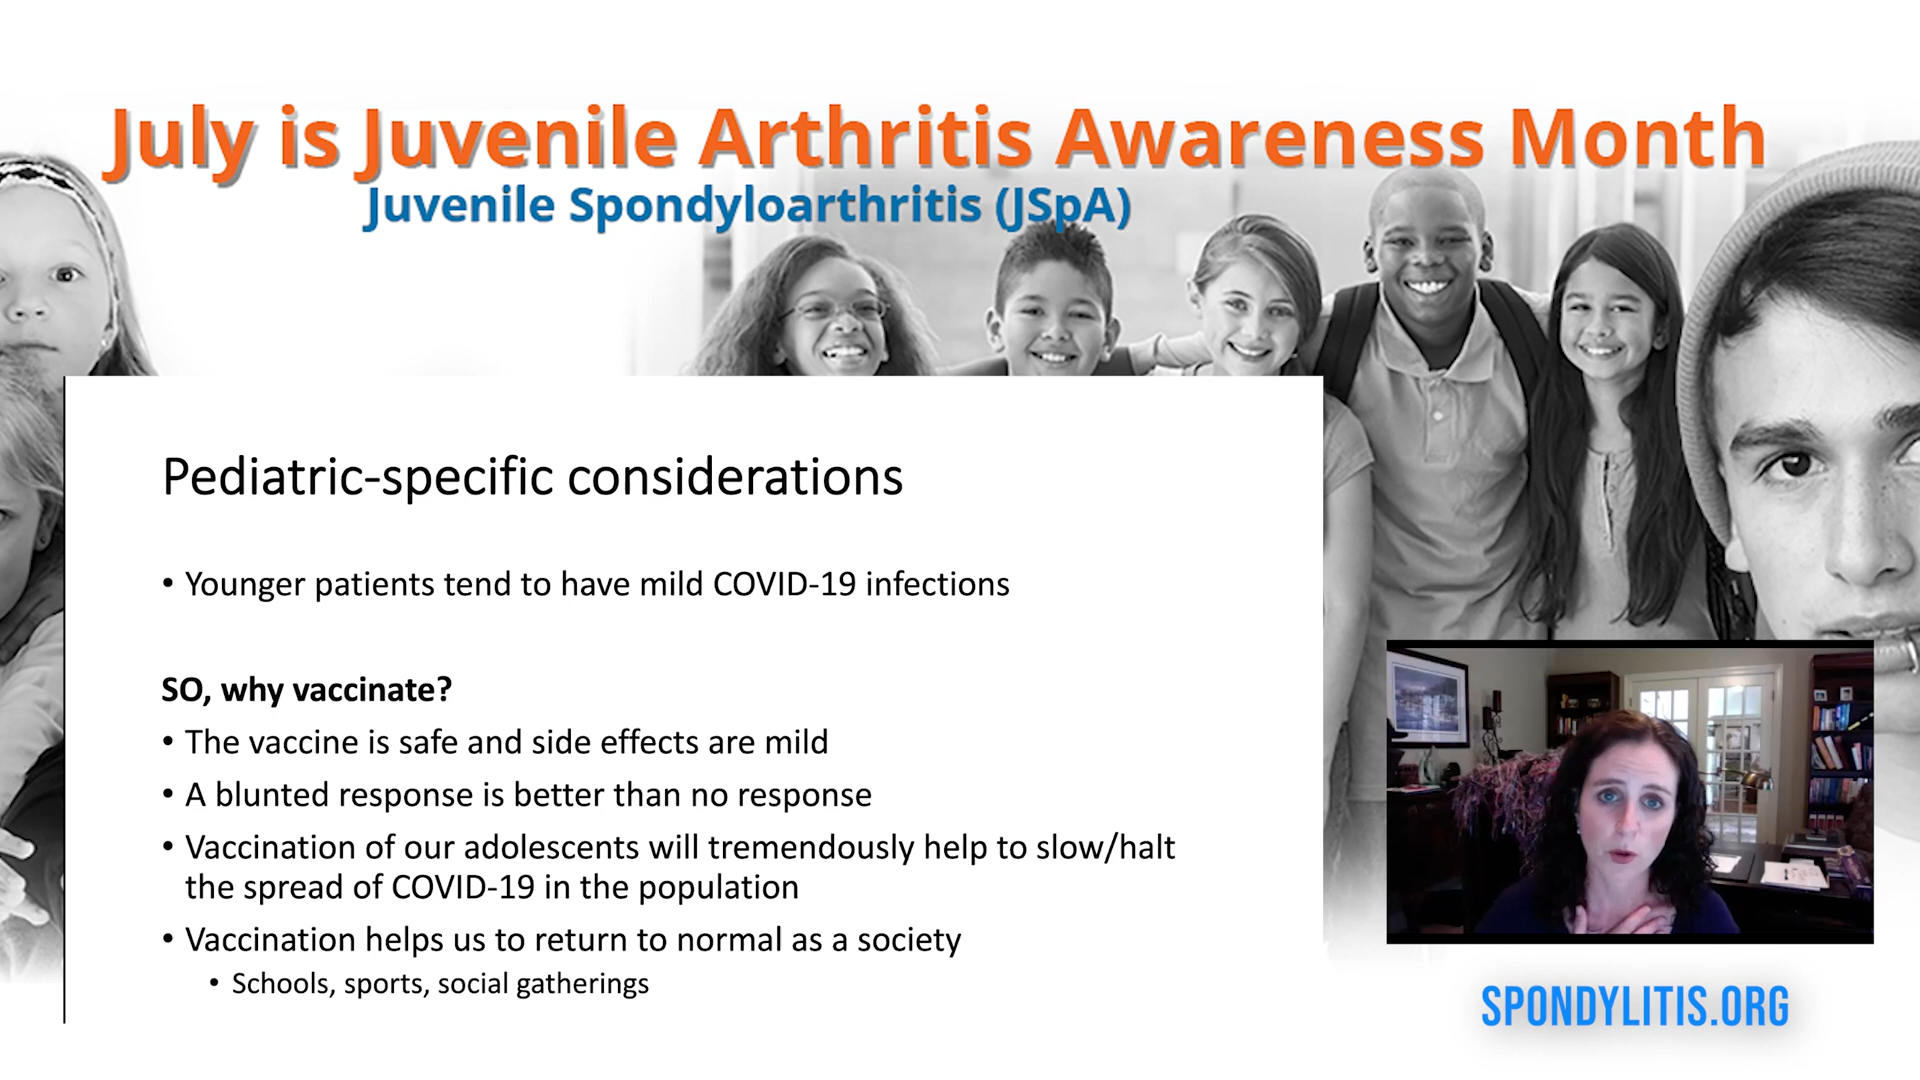 July is Juvenile Arthritis Awareness Month
Juvenile Spondyloarthritis (JSpA)
Pediatric-specific considerations
• Younger patients tend to have mild COVID-19 infections
SO, why vaccinate?
• The vaccine is safe and side effects are mild
• A blunted response is better than no response
• Vaccination of our adolescents will tremendously help to slow/halt
the spread of COVID-19 in the population
• Vaccination helps us to return to normal as a society
• Schools, sports, social gatherings
SPONDYLITIS.ORG